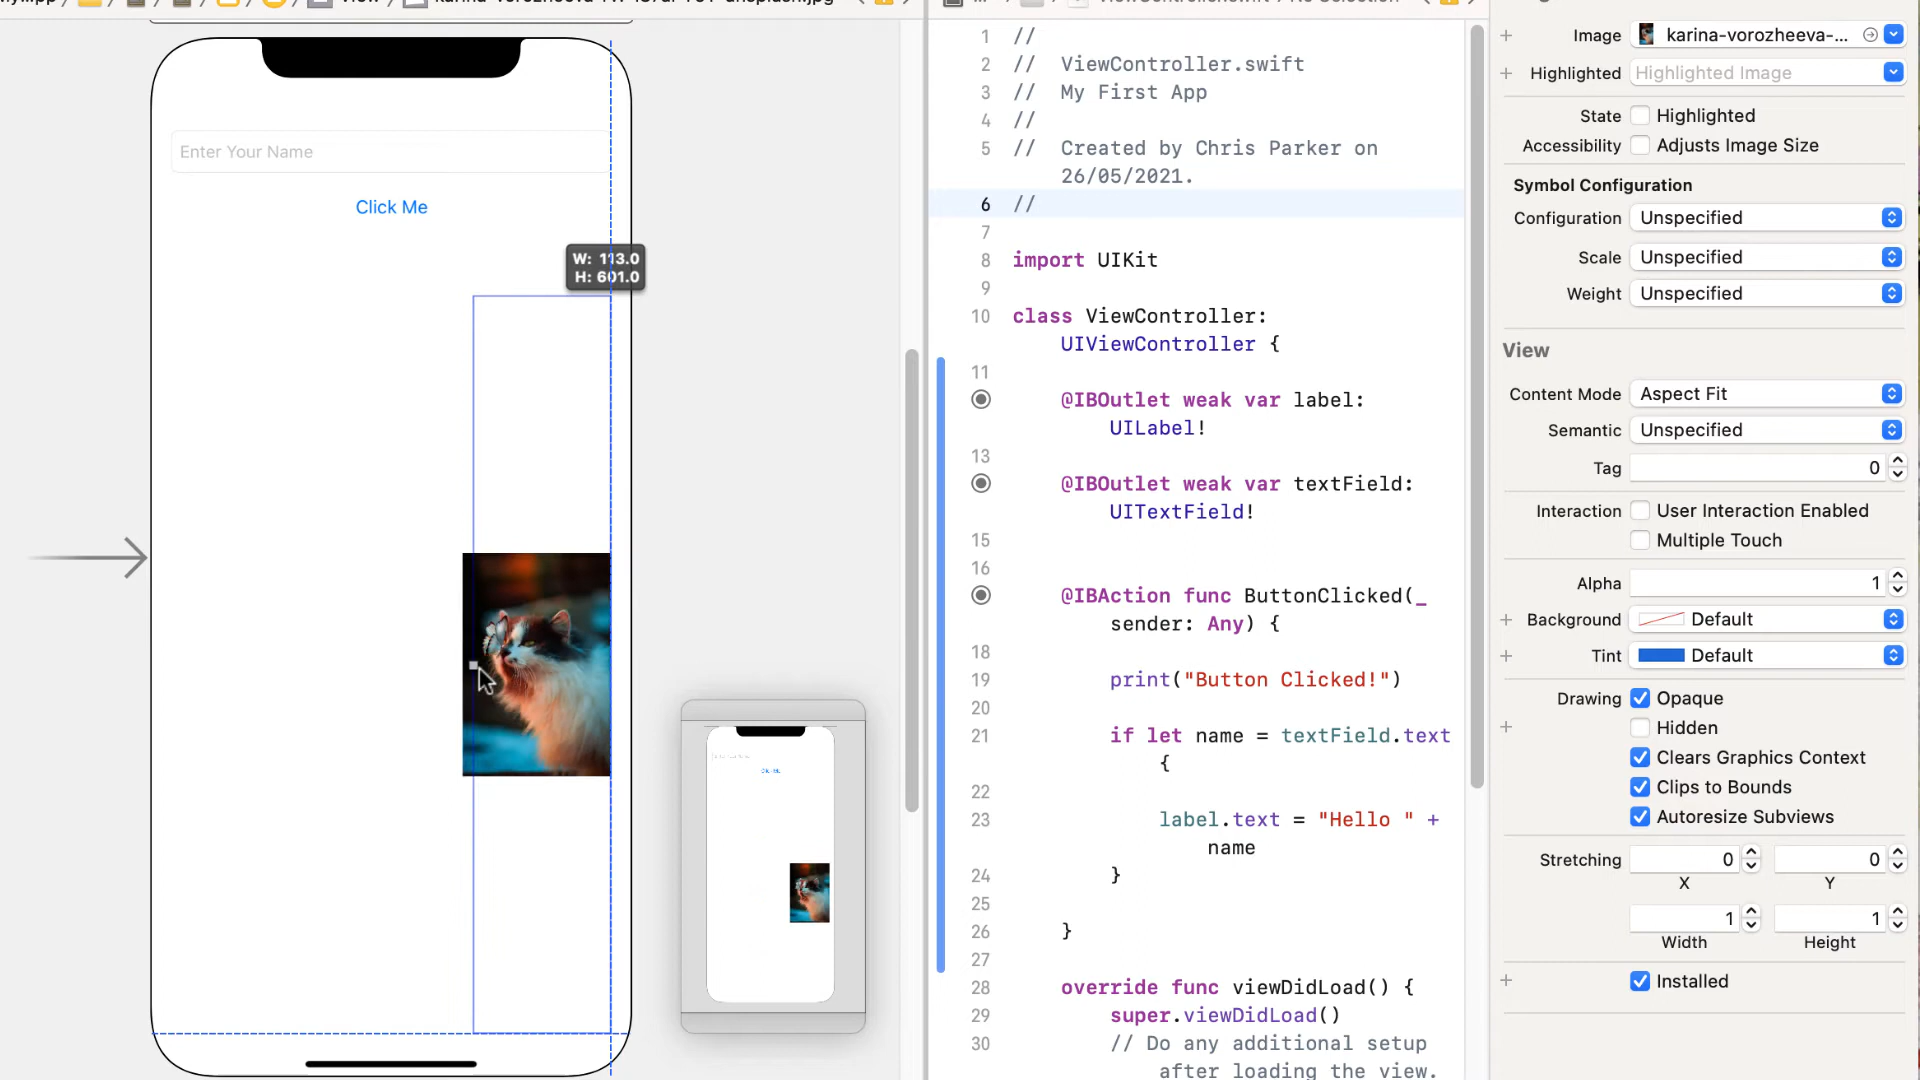 Enter Your Name
Click Me
W: 113.0
H: 601.0
1 //
2 // ViewController.swift
3 // My First App
4 //
5 // Created by Chris Parker on
26/05/2021.
6 //
7
8 import UIKit
9
10 class ViewController:
UIViewController {
11
@IBOutlet weak var label:
UILabel!
13
@IBOutlet weak var textField:
UITextField!
15
16
@IBAction func ButtonClicked(_
sender: Any) {
18
19 print("Button Clicked!")
20
21 if let name = textField.text
{
22
23 label.text = "Hello " +
name
24 }
25
26 }
27
28 override func viewDidLoad() {
29 super.viewDidLoad()
30 // Do any additional setup
after loading the view.
Image karina-vorozheeva-...
Highlighted Highlighted Image
State Highlighted
Accessibility Adjusts Image Size
Symbol Configuration
Configuration Unspecified
Scale Unspecified
Weight Unspecified
View
Content Mode Aspect Fit
Semantic Unspecified
Tag 0
Interaction User Interaction Enabled
Multiple Touch
Alpha 1
Background Default
Tint Default
Drawing Opaque
Hidden
Clears Graphics Context
Clips to Bounds
Autoresize Subviews
Stretching 0 0
X Y
1 1
Width Height
Installed